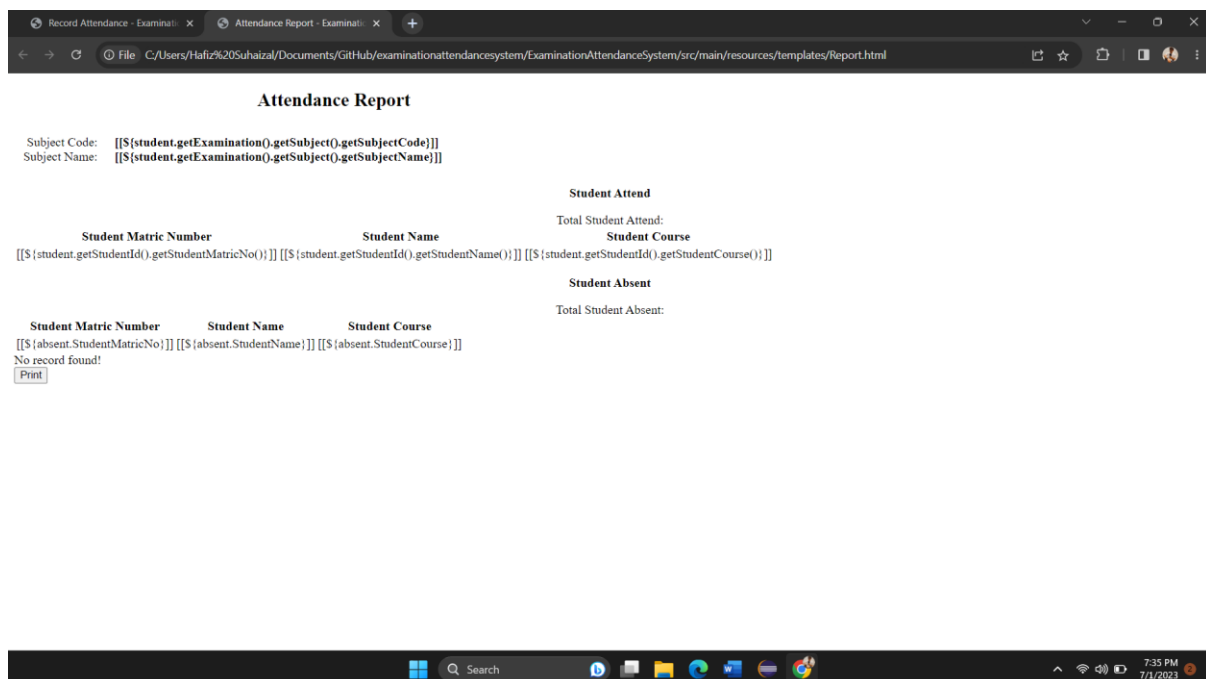 Record Attendance - Examinati
Attendance Report - Examinati
File C:/Users/Hafiz%20Suhaizal/Documents/GitHub/examinationattendancesystem/ExaminationAttendanceSystem/src/main/resources/templates/Report.html
Attendance Report
Subject Code: [[${student.getExamination().getSubject().getSubjectCode}]]
Subject Name: [[${student.getExamination().getSubject().getSubjectName}]]
Student Attend
Total Student Attend:
Student Matric Number Student Name Student Course
[[${student.getStudentId().getStudentMatricNo()}]] [[${student.getStudentId().getStudentName()}]] [[${student.getStudentId().getStudentCourse()}]]
Student Absent
Total Student Absent:
Student Matric Number Student Name Student Course
[[${absent.StudentMatricNo}]] [[${absent.StudentName}]] [[${absent.StudentCourse}]]
No record found!
Print
Search
7:35 PM
7/1/2023
2